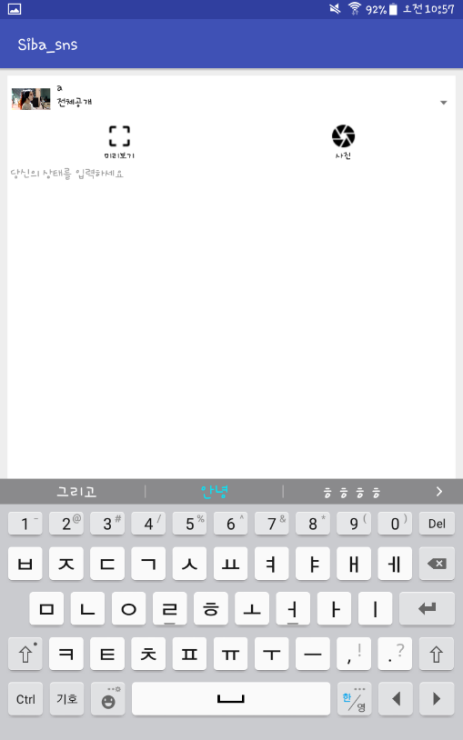 92% 오전 10:57
Siba_sns
a
전체공개
미리보기 사진
당신의 상태를 입력하세요
그리고 안녕 ㅎㅎㅎㅎ >
1 - 2 @ 3 # 4 / 5 % 6 ^ 7 & 8 * 9 ( 0 ) Del
ㅂ ㅈ ㄷ ㄱ ㅅ ㅛ ㅕ ㅑ ㅐ ㅔ
ㅁ ㄴ ㅇ ㄹ ㅎ ㅗ ㅓ ㅏ ㅣ
ㅋ ㅌ ㅊ ㅍ ㅠ ㅜ ㅡ , ! . ?
Ctrl 기호 한/영